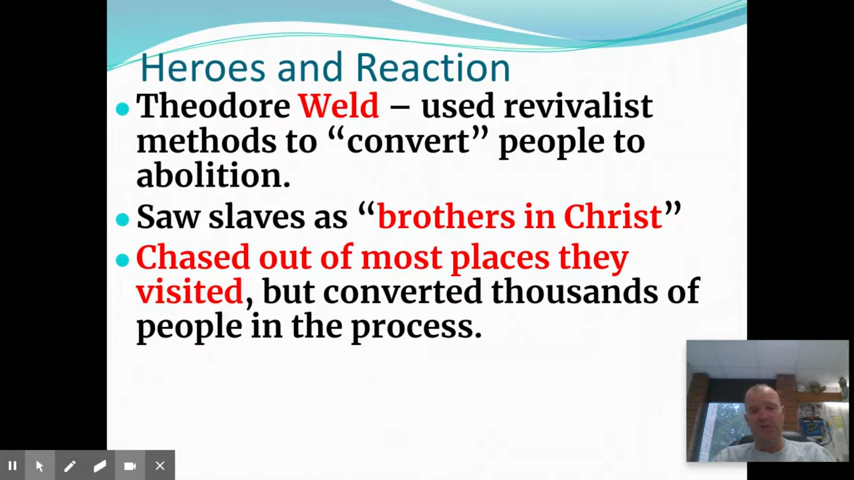 Heroes and Reaction
Theodore Weld – used revivalist
methods to “convert” people to
abolition.
Saw slaves as “brothers in Christ”
Chased out of most places they
visited, but converted thousands of
people in the process.